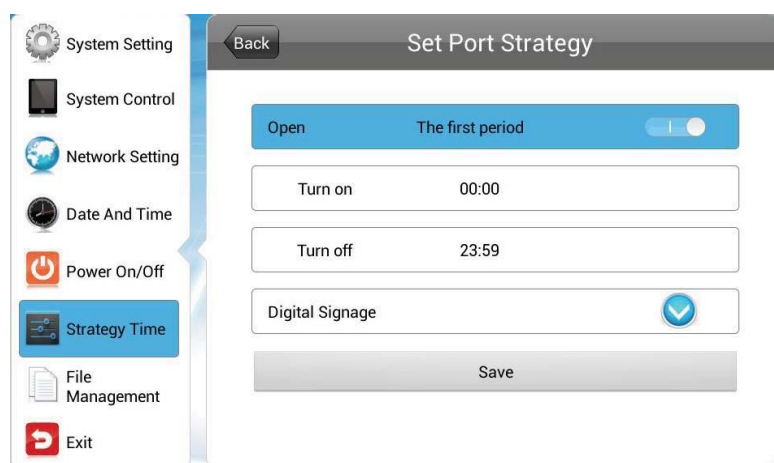 System Setting
System Control
Network Setting
Date And Time
Power On/Off
Strategy Time
File
Management
Exit
Back
Set Port Strategy
Open The first period
Turn on 00:00
Turn off 23:59
Digital Signage
Save